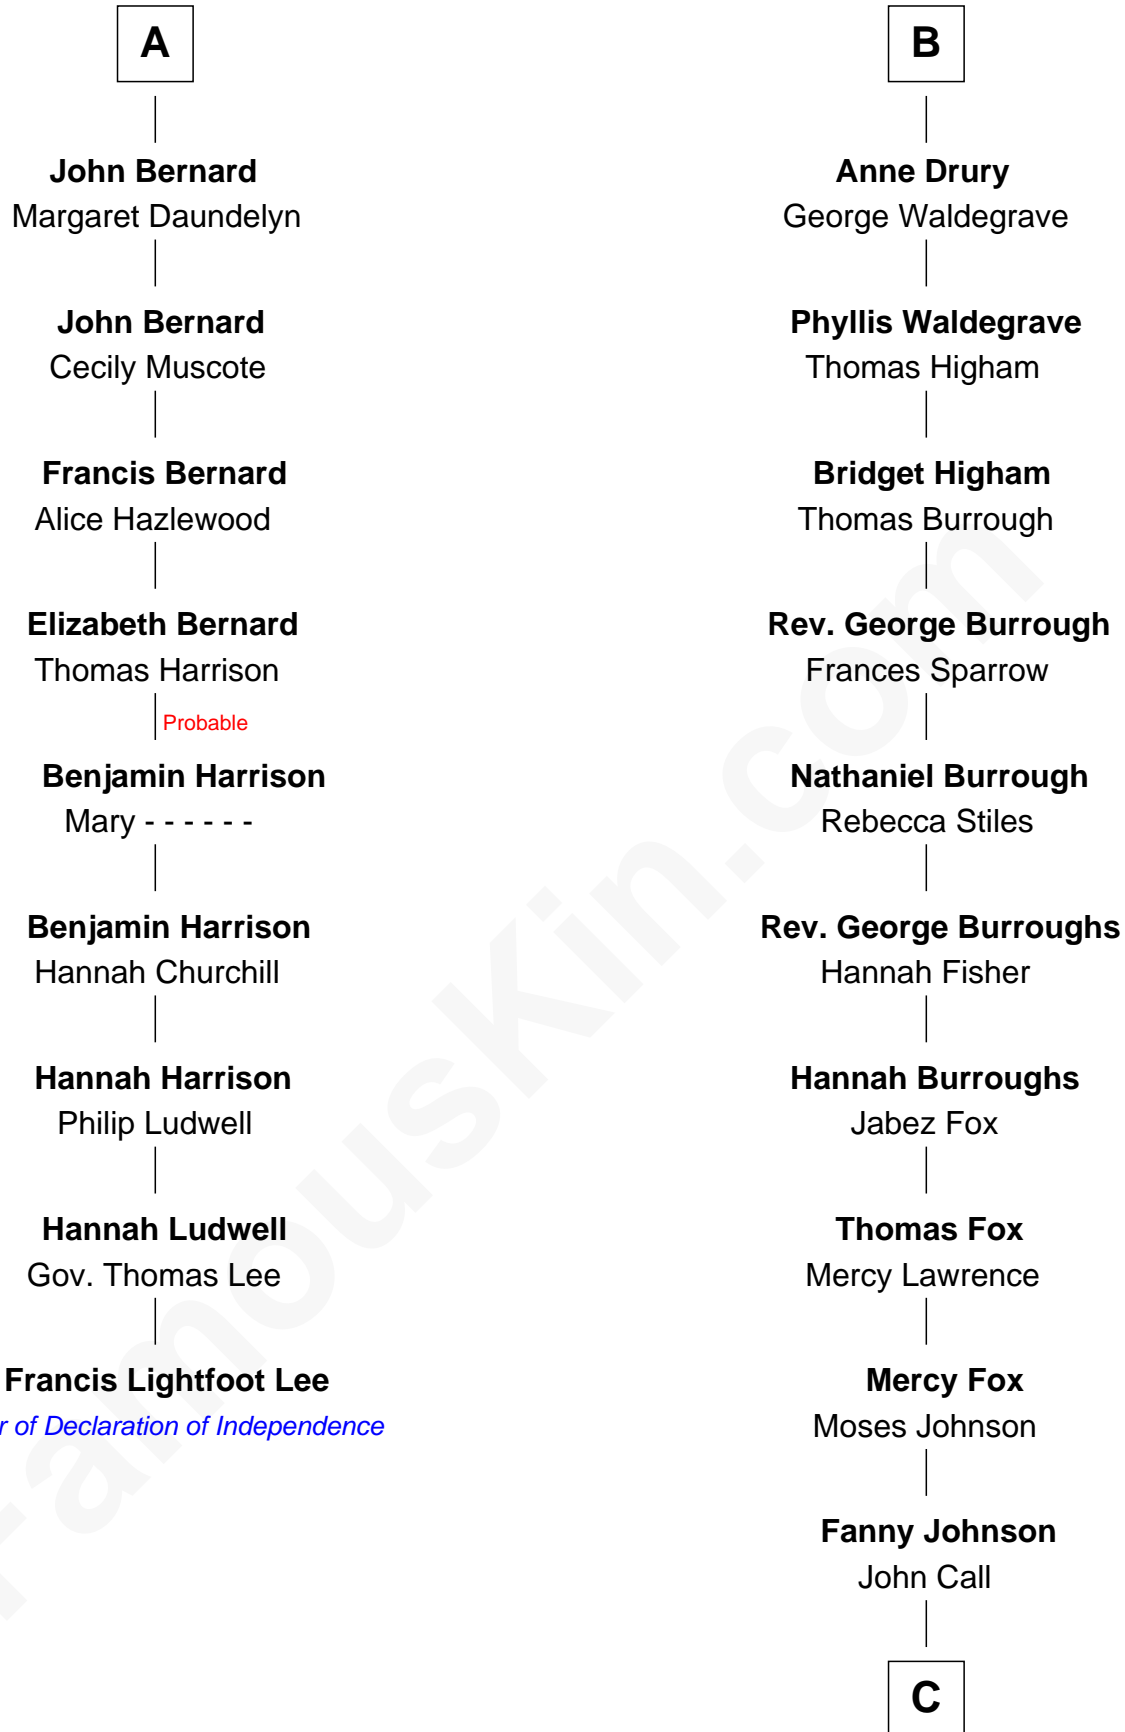 A
John Bernard
Margaret Daundelyn
John Bernard
Cecily Muscote
Francis Bernard
Alice Hazlewood
Elizabeth Bernard
Thomas Harrison
Probable
Benjamin Harrison
Mary - - - - - -
Benjamin Harrison
Hannah Churchill
Hannah Harrison
Philip Ludwell
Hannah Ludwell
Gov. Thomas Lee
Francis Lightfoot Lee
of Declaration of Independence
B
Anne Drury
George Waldegrave
Phyllis Waldegrave
Thomas Higham
Bridget Higham
Thomas Burrough
Rev. George Burrough
Frances Sparrow
Nathaniel Burrough
Rebecca Stiles
Rev. George Burroughs
Hannah Fisher
Hannah Burroughs
Jabez Fox
Thomas Fox
Mercy Lawrence
Mercy Fox
Moses Johnson
Fanny Johnson
John Call
C
FamousKin.com